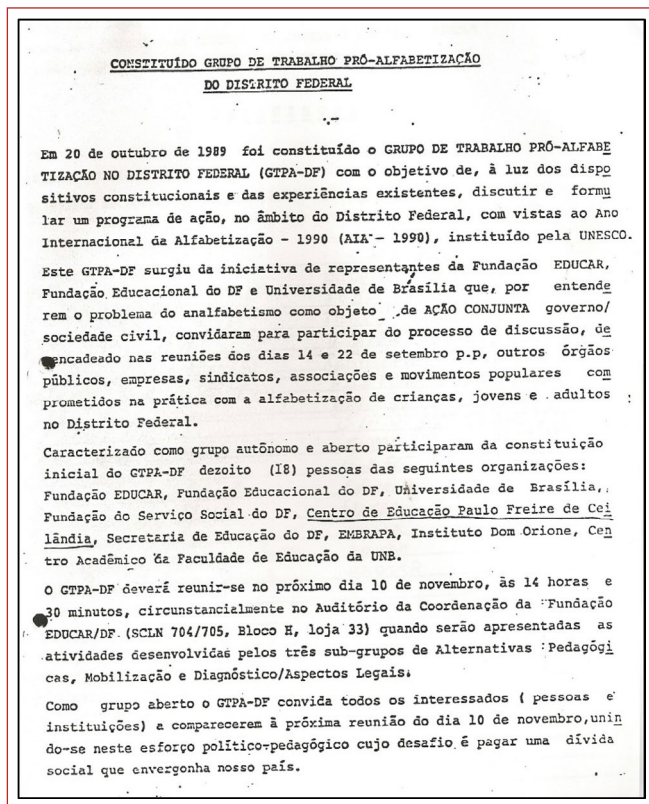 CONSTITUÍDO GRUPO DE TRABALHO PRÓ-ALFABETIZAÇÃO
DO DISTRITO FEDERAL
Em 20 de outubro de 1989 foi constituído o GRUPO DE TRABALHO PRÓ-ALFABE
TIZAÇÃO NO DISTRITO FEDERAL (GTPA-DF) com o objetivo de, à luz dos dispo
sitivos constitucionais e das experiências existentes, discutir e formu
lar um programa de ação, no âmbito do Distrito Federal, com vistas ao Ano
Internacional da Alfabetização - 1990 (AIA - 1990), instituído pela UNESCO.
Este GTPA-DF surgiu da iniciativa de representantes da Fundação EDUCAR,
Fundação Educacional do DF e Universidade de Brasília que, por entende
rem o problema do analfabetismo como objeto de AÇÃO CONJUNTA governo/
sociedade civil, convidaram para participar do processo de discussão, de
sencadeado nas reuniões dos dias 14 e 22 de setembro p.p, outros órgãos
públicos, empresas, sindicatos, associações e movimentos populares com
prometidos na prática com a alfabetização de crianças, jovens e adultos
no Distrito Federal.
Caracterizado como grupo autônomo e aberto participaram da constituição
inicial do GTPA-DF dezoito (18) pessoas das seguintes organizações:
Fundação EDUCAR, Fundação Educacional do DF, Universidade de Brasília,
Fundação do Serviço Social do DF, Centro de Educação Paulo Freire de Cei
lândia, Secretaria de Educação do DF, EMBRAPA, Instituto Dom Orione, Cen
tro Acadêmico da Faculdade de Educação da UNB.
O GTPA-DF deverá reunir-se no próximo dia 10 de novembro, às 14 horas e
30 minutos, circunstancialmente no Auditório da Coordenação da Fundação
EDUCAR/DF (SCLN 704/705, Bloco H, loja 33) quando serão apresentadas as
atividades desenvolvidas pelos três sub-grupos de Alternativas Pedagógi
cas, Mobilização e Diagnóstico/Aspectos Legais.
Como grupo aberto o GTPA-DF convida todos os interessados ( pessoas e
instituições) a comparecerem à próxima reunião do dia 10 de novembro, unin
do-se neste esforço político-pedagógico cujo desafio é pagar uma dívida
social que envergonha nosso país.